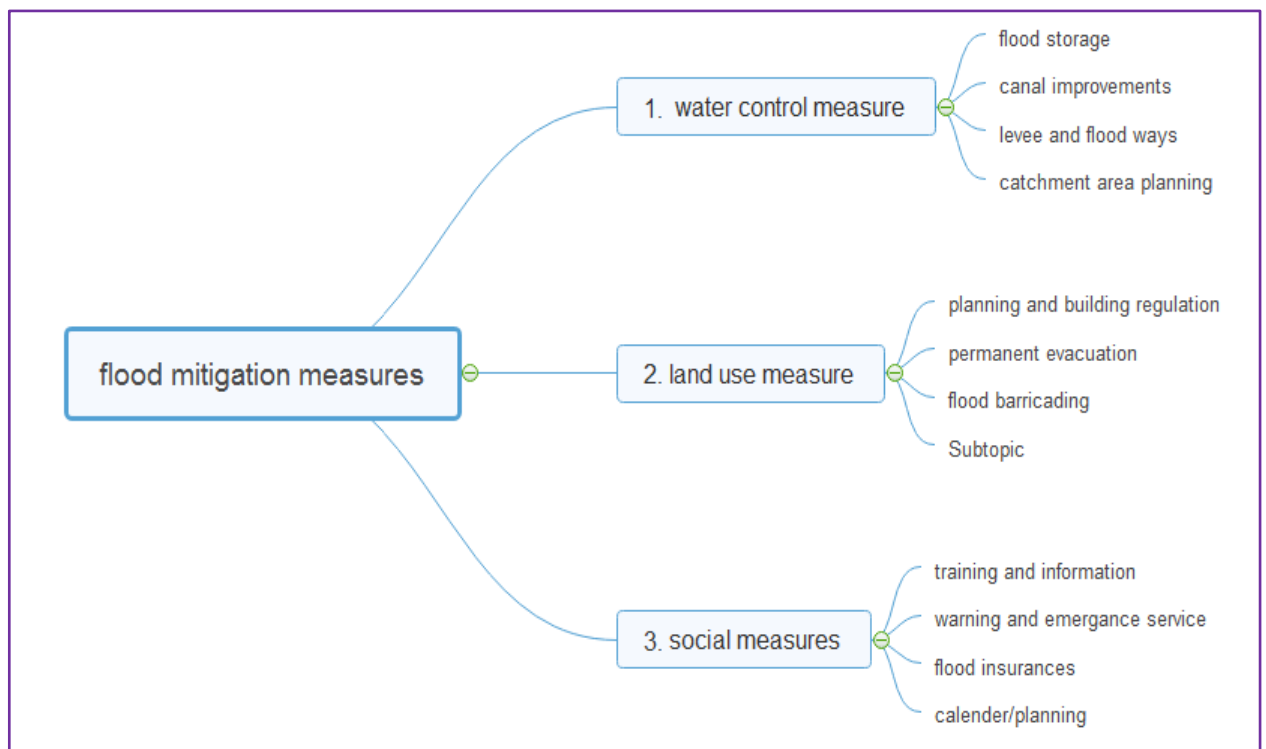 flood mitigation measures
1. water control measure
flood storage
canal improvements
levee and flood ways
catchment area planning
2. land use measure
planning and building regulation
permanent evacuation
flood barricading
Subtopic
3. social measures
training and information
warning and emergance service
flood insurances
calender/planning